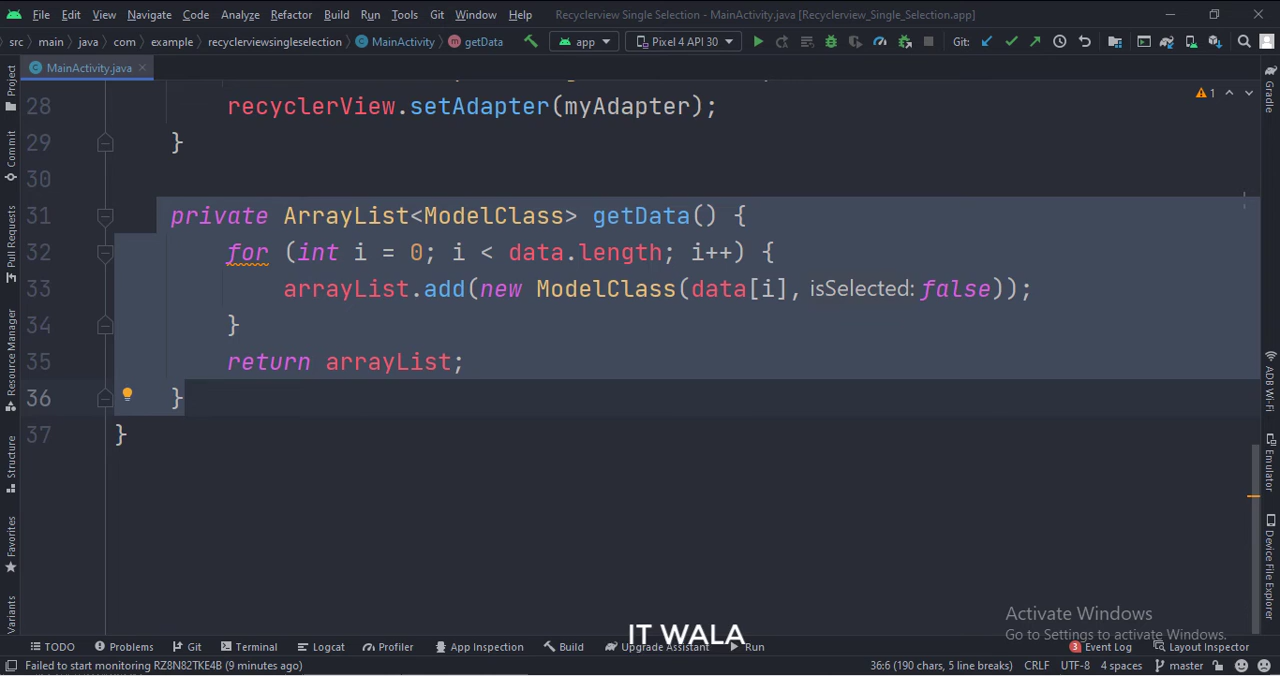 File Edit View Navigate Code Analyze Refactor Build Run Tools Git Window Help Recyclerview Single Selection - MainActivity.java [Recyclerview_Single_Selection.app]
src main java com example recyclerviewsingleselection MainActivity getData app Pixel 4 API 30 Git:
MainActivity.java
28 recyclerView.setAdapter(myAdapter);
1
29 }
30
31 private ArrayList<ModelClass> getData() {
32 for (int i = 0; i < data.length; i++) {
33 arrayList.add(new ModelClass(data[i], isSelected: false));
34 }
35 return arrayList;
36 }
37 }
Project
Commit
Pull Requests
Resource Manager
Structure
Favorites
Variants
Gradle
ADB Wi-Fi
Emulator
Device File Explorer
Activate Windows
Go to Settings to activate Windows.
IT WALA
TODO Problems Git Terminal Logcat Profiler App Inspection Build Upgrade Assistant Run 3 Event Log Layout Inspector
Failed to start monitoring RZ8N82TKE4B (9 minutes ago) 36:6 (190 chars, 5 line breaks) CRLF UTF-8 4 spaces master